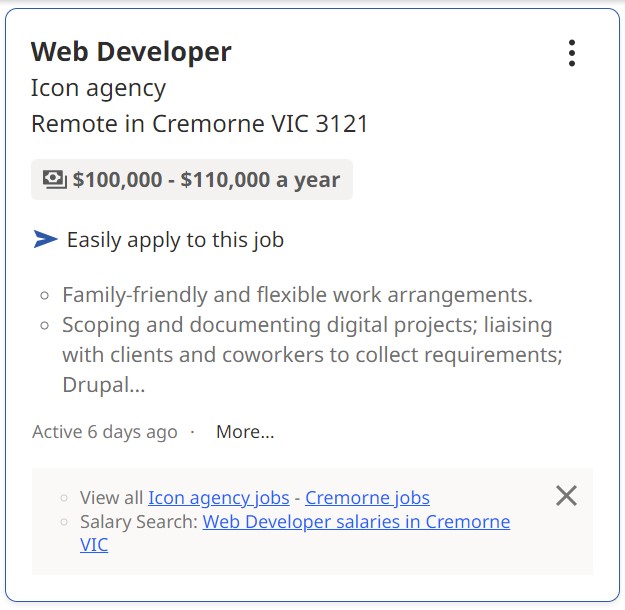 Web Developer
Icon agency
Remote in Cremorne VIC 3121
$100,000 - $110,000 a year
Easily apply to this job
Family-friendly and flexible work arrangements.
Scoping and documenting digital projects; liaising
with clients and coworkers to collect requirements;
Drupal...
Active 6 days ago · More...
View all Icon agency jobs - Cremorne jobs
Salary Search: Web Developer salaries in Cremorne
VIC